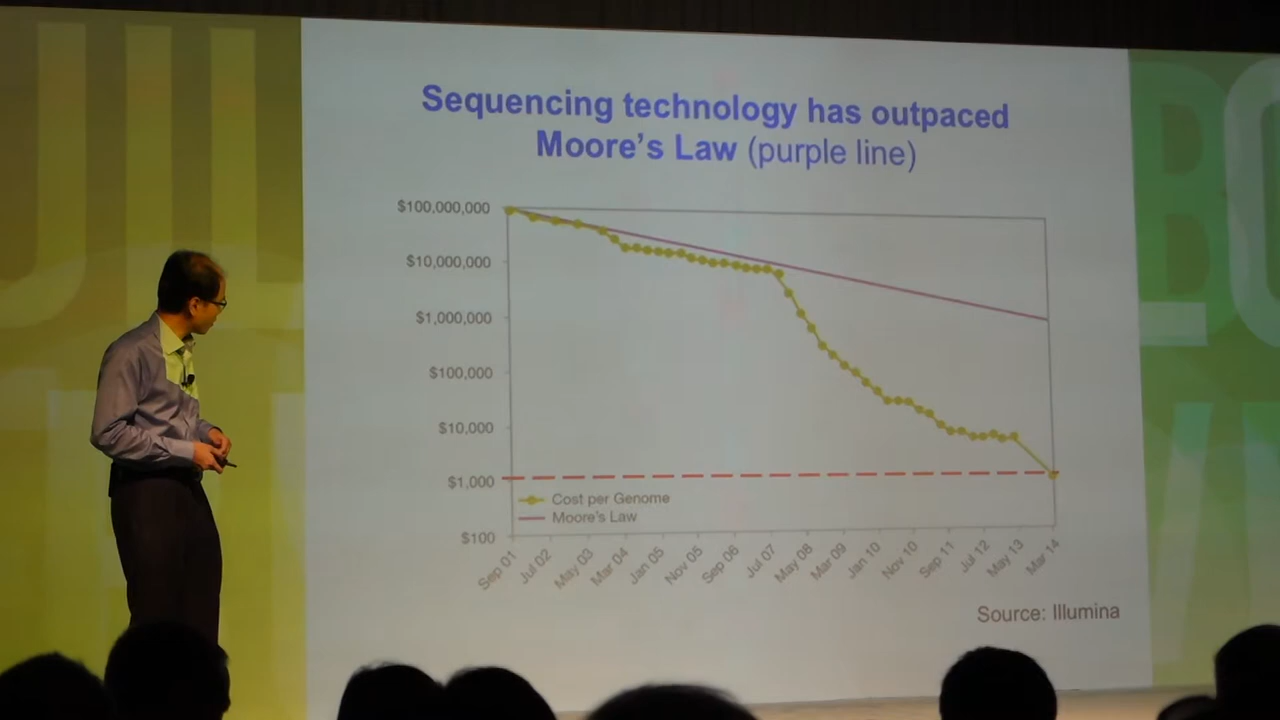 Sequencing technology has outpaced
Moore's Law (purple line)
$100,000,000
$10,000,000
$1,000,000
$100,000
$10,000
$1,000
$100
Cost per Genome
Moore's Law
Sep 01
Jul 02
May 03
Mar 04
Jan 05
Nov 05
Sep 06
Jul 07
May 08
Mar 09
Jan 10
Nov 10
Sep 11
Jul 12
May 13
Mar 14
Source: Illumina